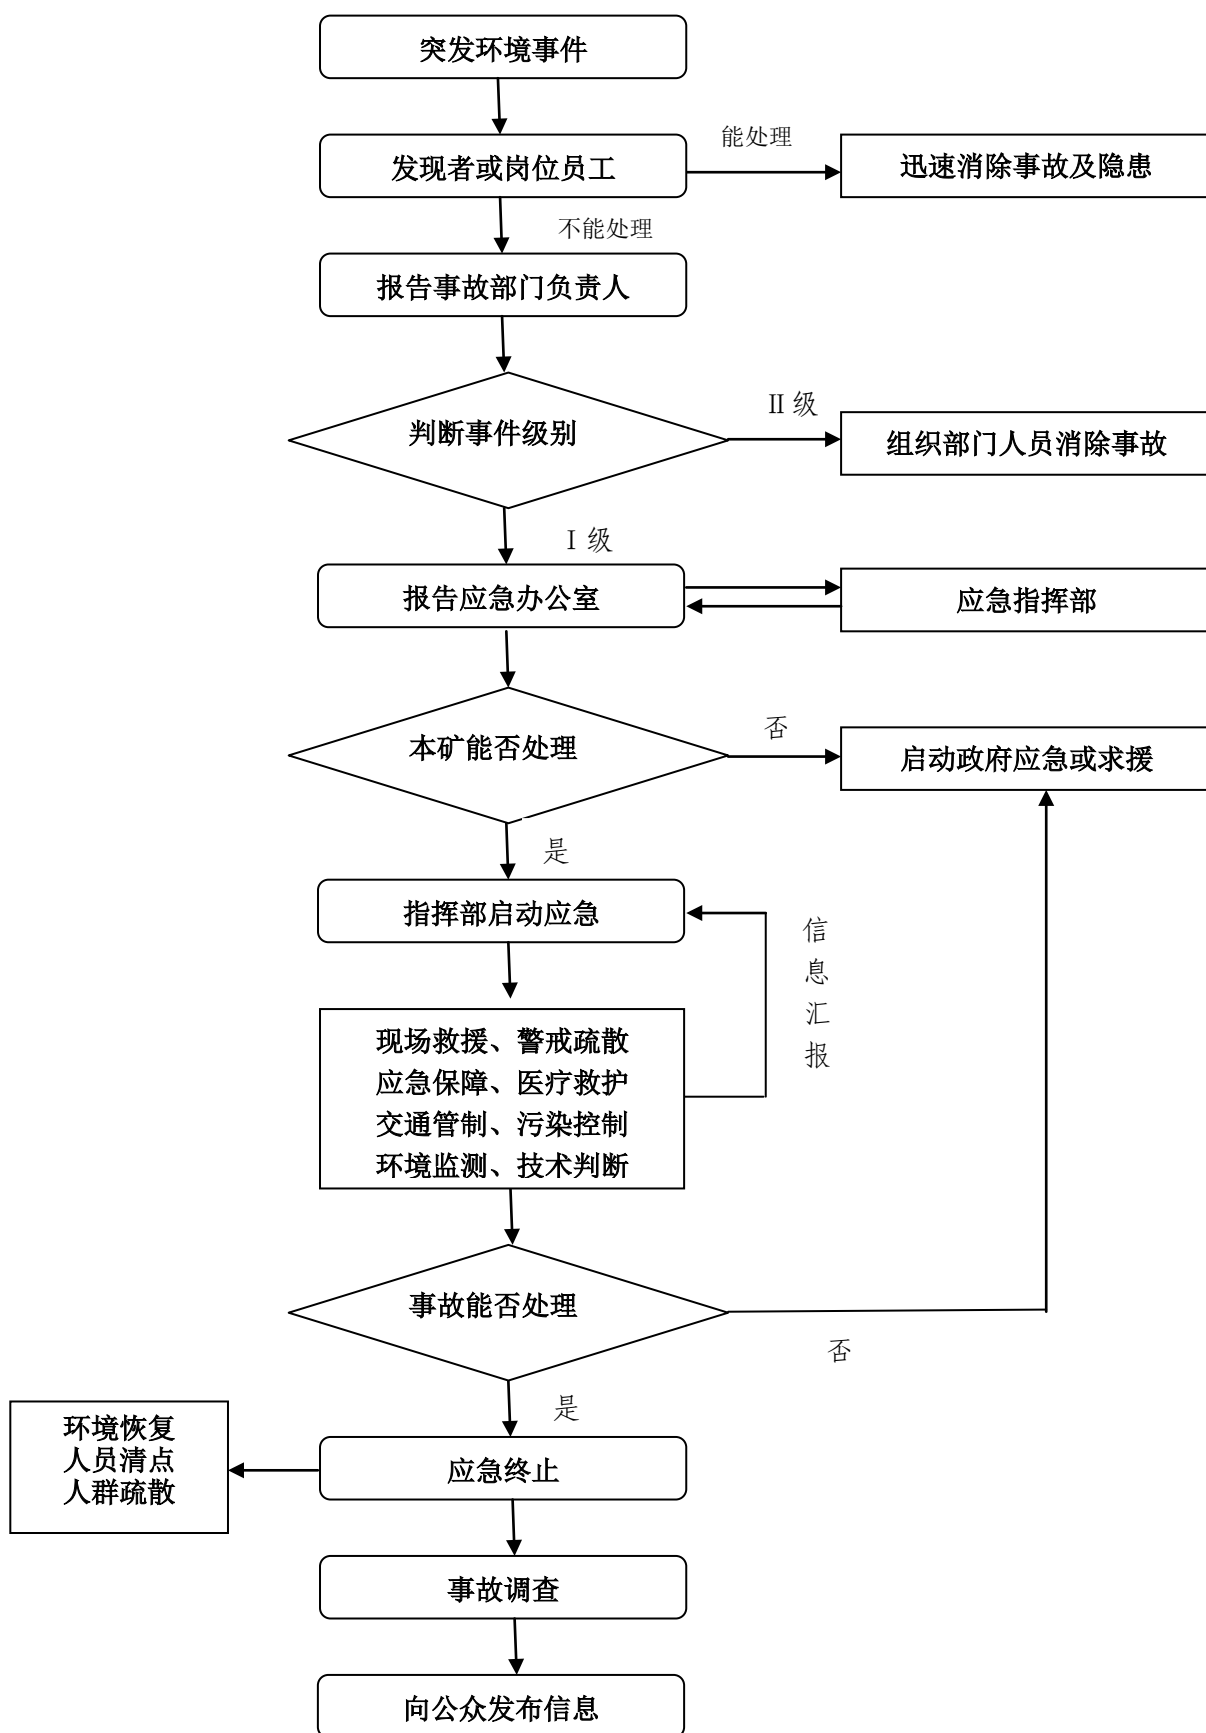 突发环境事件
能处理
发现者或岗位员工
迅速消除事故及隐患
不能处理
报告事故部门负责人
Ⅱ级
判断事件级别
组织部门人员消除事故
Ⅰ级
报告应急办公室
应急指挥部
否
本矿能否处理
启动政府应急或求援
是
指挥部启动应急
信
息
汇
报
现场救援、警戒疏散
应急保障、医疗救护
交通管制、污染控制
环境监测、技术判断
事故能否处理
否
是
环境恢复
人员清点
人群疏散
应急终止
事故调查
向公众发布信息